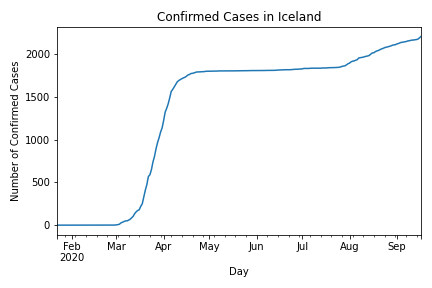 Confirmed Cases in Iceland
Number of Confirmed Cases
2000
1500
1000
500
0
Feb Mar Apr May Jun Jul Aug Sep
2020
Day